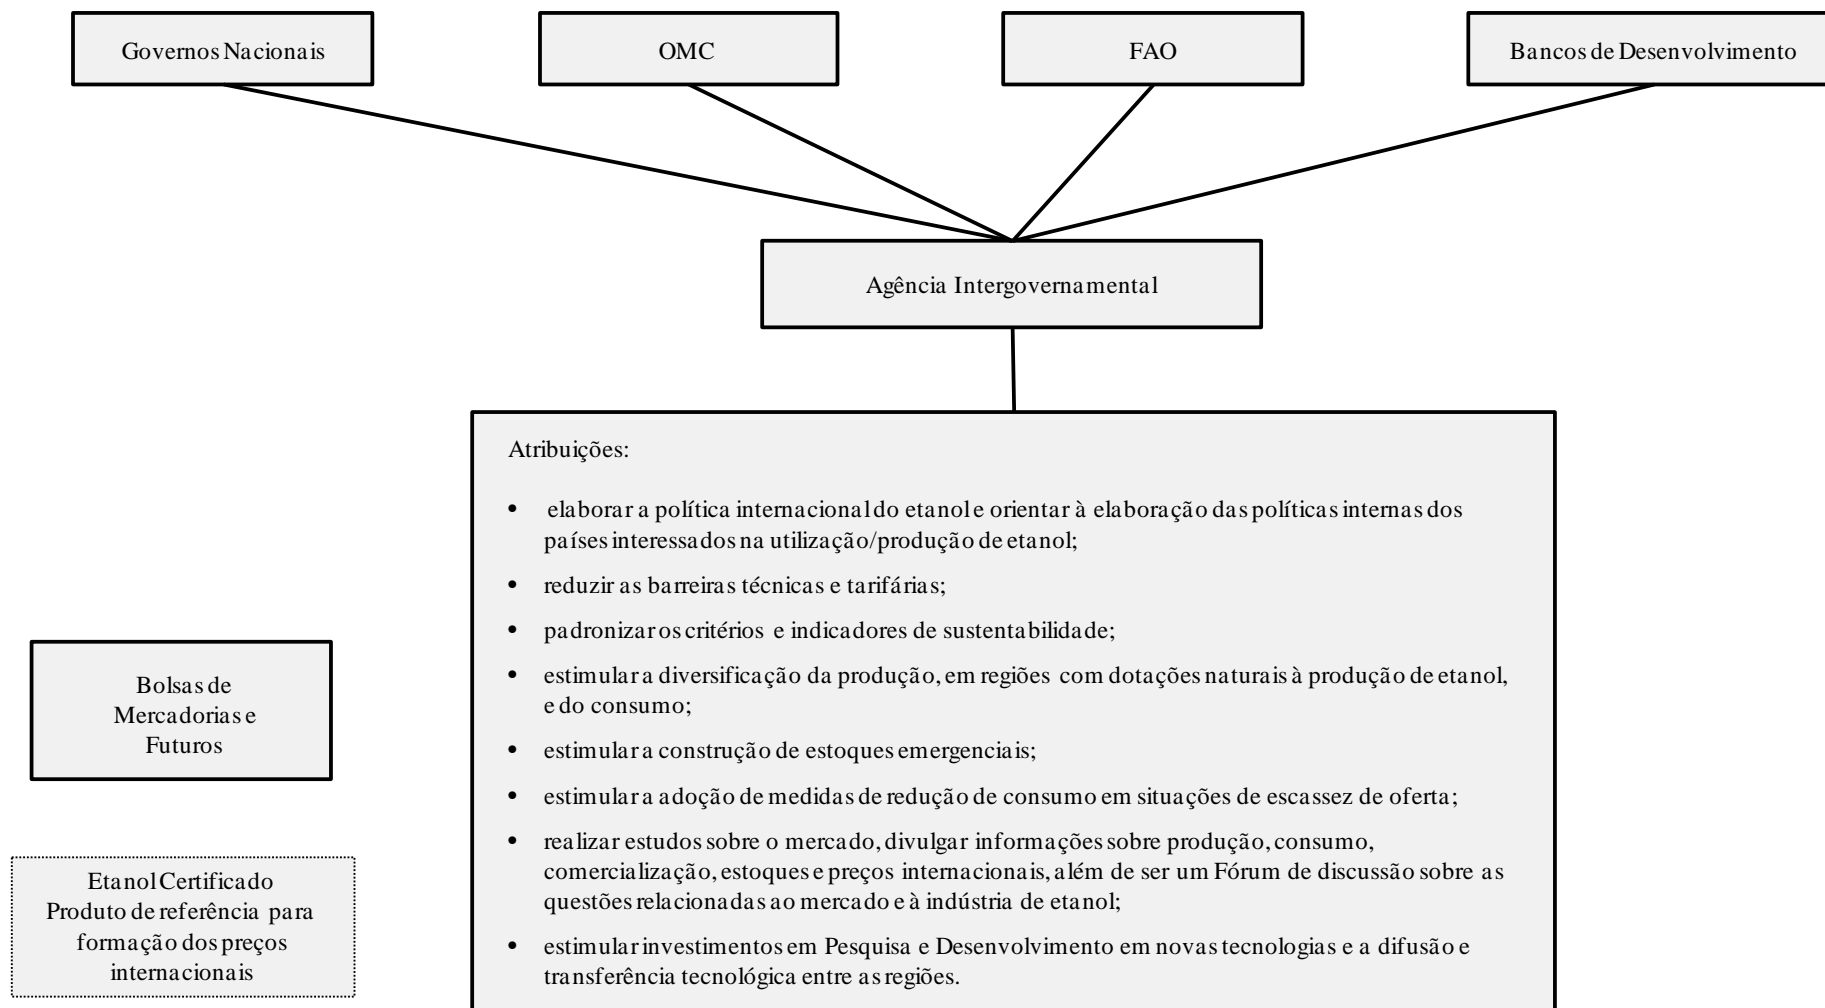 Governos Nacionais
OMC
FAO
Bancos de Desenvolvimento
Agência Intergovernamental
Atribuições:
• elaborar a política internacional do etanol e orientar à elaboração das políticas internas dos
países interessados na utilização/produção de etanol;
• reduzir as barreiras técnicas e tarifárias;
• padronizar os critérios e indicadores de sustentabilidade;
• estimular a diversificação da produção, em regiões com dotações naturais à produção de etanol,
e do consumo;
• estimular a construção de estoques emergenciais;
• estimular a adoção de medidas de redução de consumo em situações de escassez de oferta;
• realizar estudos sobre o mercado, divulgar informações sobre produção, consumo,
comercialização, estoques e preços internacionais, além de ser um Fórum de discussão sobre as
questões relacionadas ao mercado e à indústria de etanol;
• estimular investimentos em Pesquisa e Desenvolvimento em novas tecnologias e a difusão e
transferência tecnológica entre as regiões.
Bolsas de
Mercadorias e
Futuros
Etanol Certificado
Produto de referência para
formação dos preços
internacionais